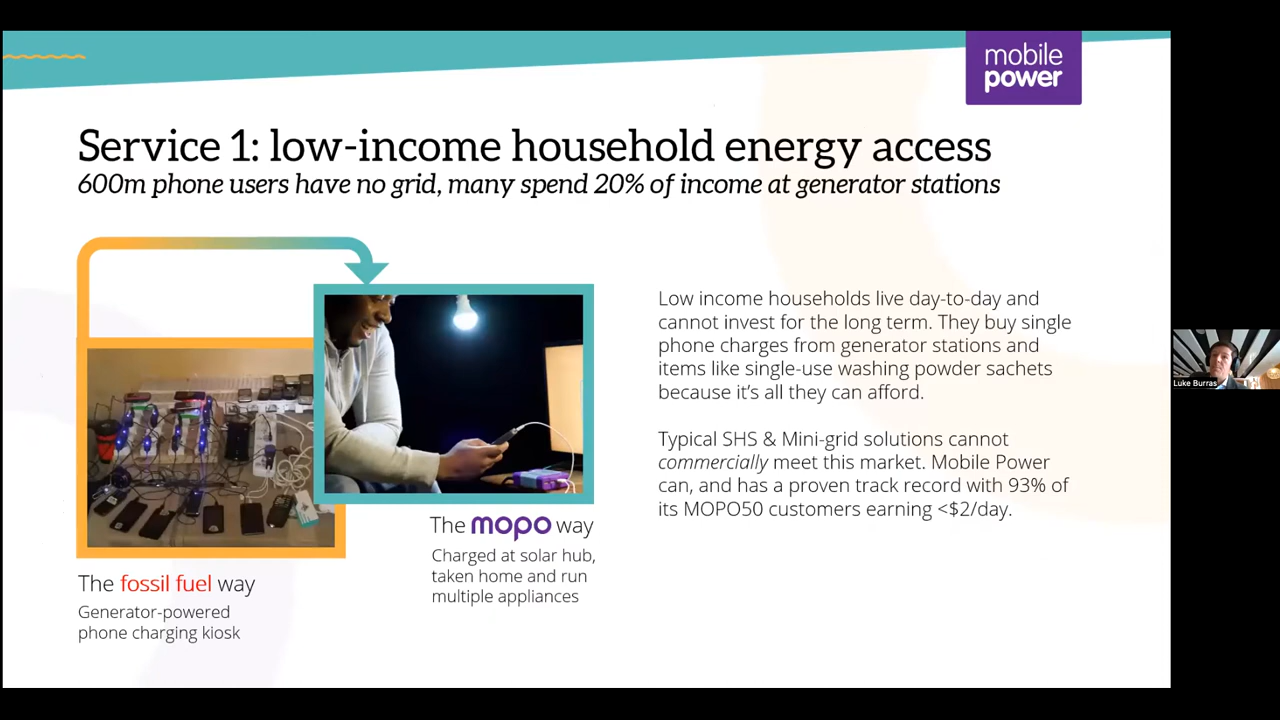 mobile
power
Service 1: low-income household energy access
600m phone users have no grid, many spend 20% of income at generator stations
Low income households live day-to-day and
cannot invest for the long term. They buy single
phone charges from generator stations and
items like single-use washing powder sachets
because it's all they can afford.
Typical SHS & Mini-grid solutions cannot
commercially meet this market. Mobile Power
can, and has a proven track record with 93% of
its MOPO50 customers earning <$2/day.
The mopo way
Charged at solar hub,
taken home and run
multiple appliances
The fossil fuel way
Generator-powered
phone charging kiosk
Luke Burras